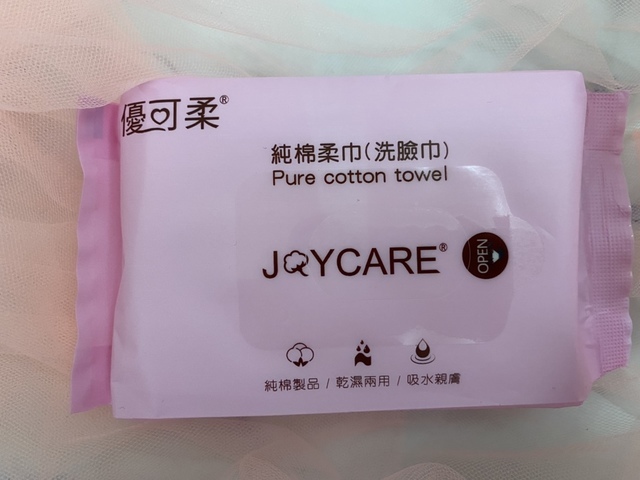 優可柔®
純棉柔巾(洗臉巾)
Pure cotton towel
JOYCARE®
OPEN
純棉製品 / 乾濕兩用 / 吸水親膚